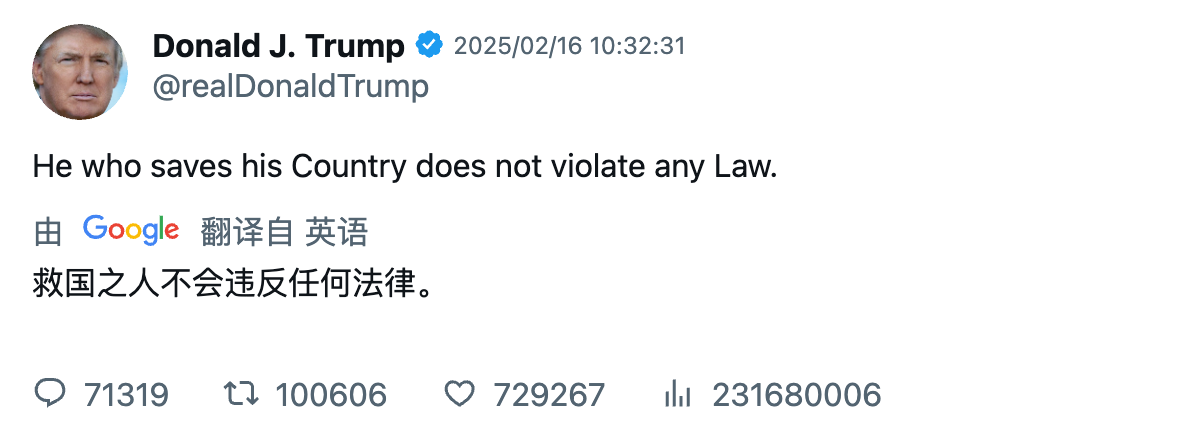 Donald J. Trump 2025/02/16 10:32:31
@realDonaldTrump
He who saves his Country does not violate any Law.
由 Google 翻译自 英语
救国之人不会违反任何法律。
71319 100606 729267 231680006